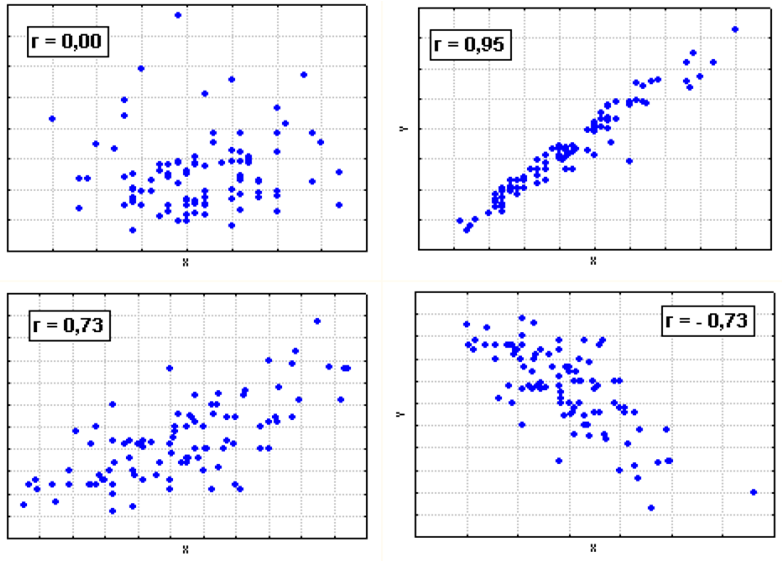 r = 0,00
X
r = 0,95
Y
X
r = 0,73
X
r = - 0,73
Y
X